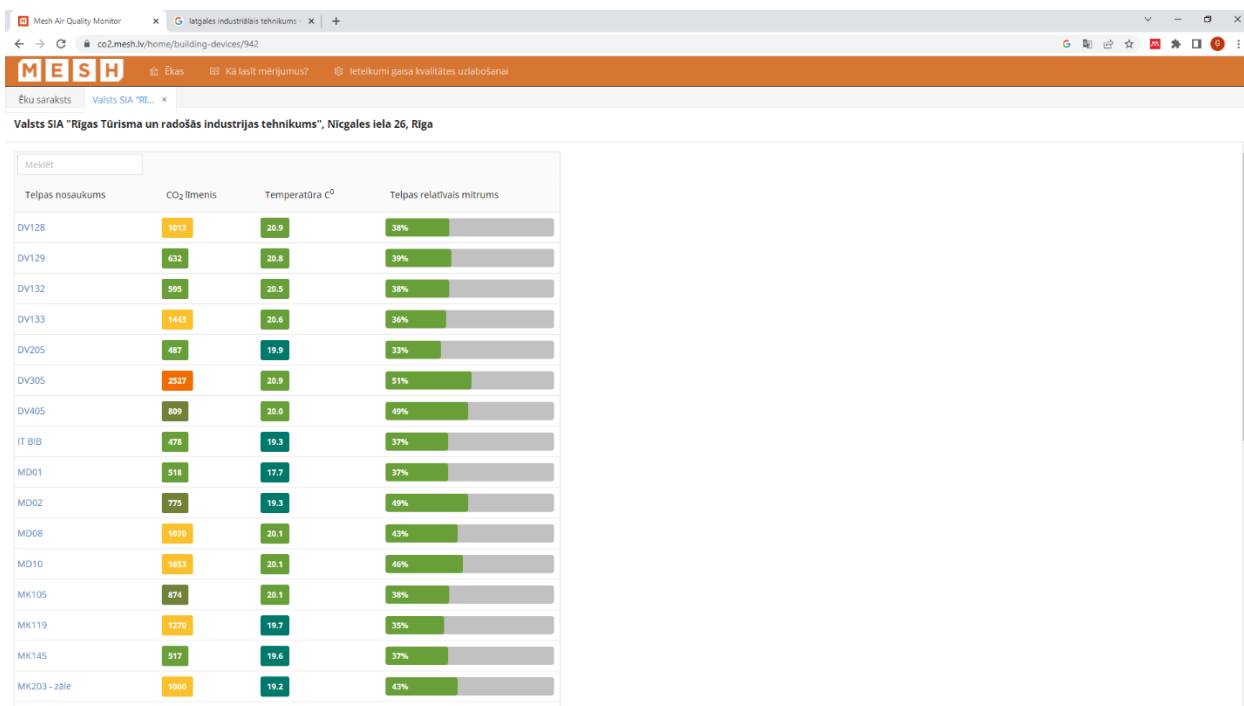 Mesh Air Quality Monitor
latgales industriālais tehnikums -
co2.mesh.lv/home/building-devices/942
G
MESH Ēkas Kā lasīt mērījumus? Ieteikumi gaisa kvalitātes uzlabošanai
Ēku saraksts Valsts SIA "RĪ...
Valsts SIA "Rīgas Tūrisma un radošās industrijas tehnikums", Nīcgales iela 26, Rīga
Meklēt
Telpas nosaukums CO2 līmenis Temperatūra C0 Telpas relatīvais mitrums
DV128 1013 20.9 38%
DV129 632 20.8 39%
DV132 595 20.5 38%
DV133 1443 20.6 36%
DV205 487 19.9 33%
DV305 2527 20.9 51%
DV405 809 20.0 49%
IT BIB 478 19.3 37%
MD01 518 17.7 37%
MD02 775 19.3 49%
MD08 1070 20.1 43%
MD10 1653 20.1 46%
MK105 874 20.1 38%
MK119 1270 19.7 35%
MK145 517 19.6 37%
MK203 - zāle 1000 19.2 43%